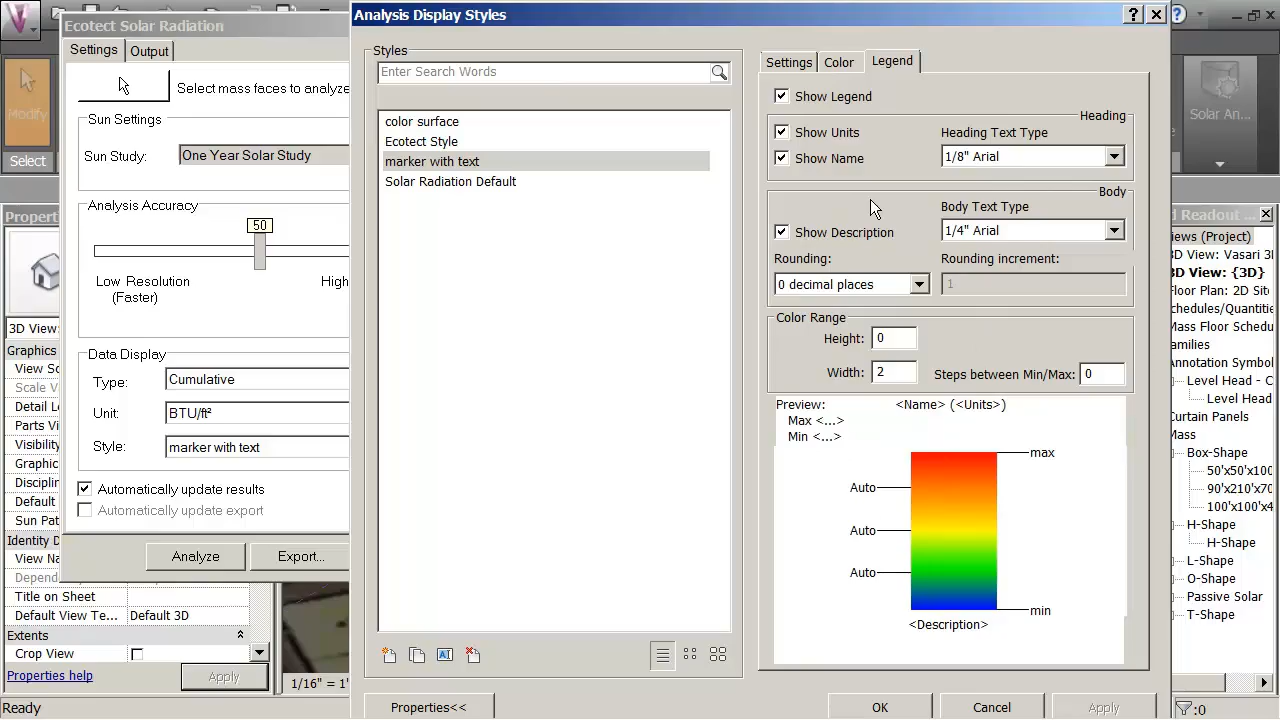 Ecotect Solar Radiation
Settings
Output
Select mass faces to analyze
Sun Settings
Sun Study:
One Year Solar Study
Analysis Accuracy
50
Low Resolution
(Faster)
High
Data Display
Type:
Cumulative
Unit:
BTU/ft²
Style:
marker with text
Automatically update results
Automatically update export
Analyze
Export...
Analysis Display Styles
Styles
Enter Search Words
color surface
Ecotect Style
marker with text
Solar Radiation Default
Properties<<
Settings
Color
Legend
Show Legend
Heading
Show Units
Heading Text Type
Show Name
1/8" Arial
Body
Body Text Type
Show Description
1/4" Arial
Rounding:
Rounding increment:
0 decimal places
1
Color Range
Height:
0
Width:
2
Steps between Min/Max:
0
Preview:
<Name> (<Units>)
Max <...>
Min <...>
max
Auto
Auto
Auto
min
<Description>
OK
Cancel
Apply
Modify
Select
Solar An...
Proper
3D View:
Graphics
View Sc
Scale V
Detail L
Parts Vi
Visibility
Graphic
Disciplin
Default
Sun Pat
Identity D
View Na
Depend
Title on Sheet
Default View Te...
Default 3D
Extents
Crop View
Properties help
Apply
1/16" = 1'
Ready
d Readout ...
iews (Project)
3D View: Vasari 3
3D View: {3D}
Floor Plan: 2D Sit
chedules/Quantitie
Mass Floor Schedu
amilies
Annotation Symbol
Level Head - C
Level Head
Curtain Panels
Mass
Box-Shape
50'x50'x100
90'x210'x70
100'x100'x4
H-Shape
H-Shape
L-Shape
O-Shape
Passive Solar
T-Shape
:0